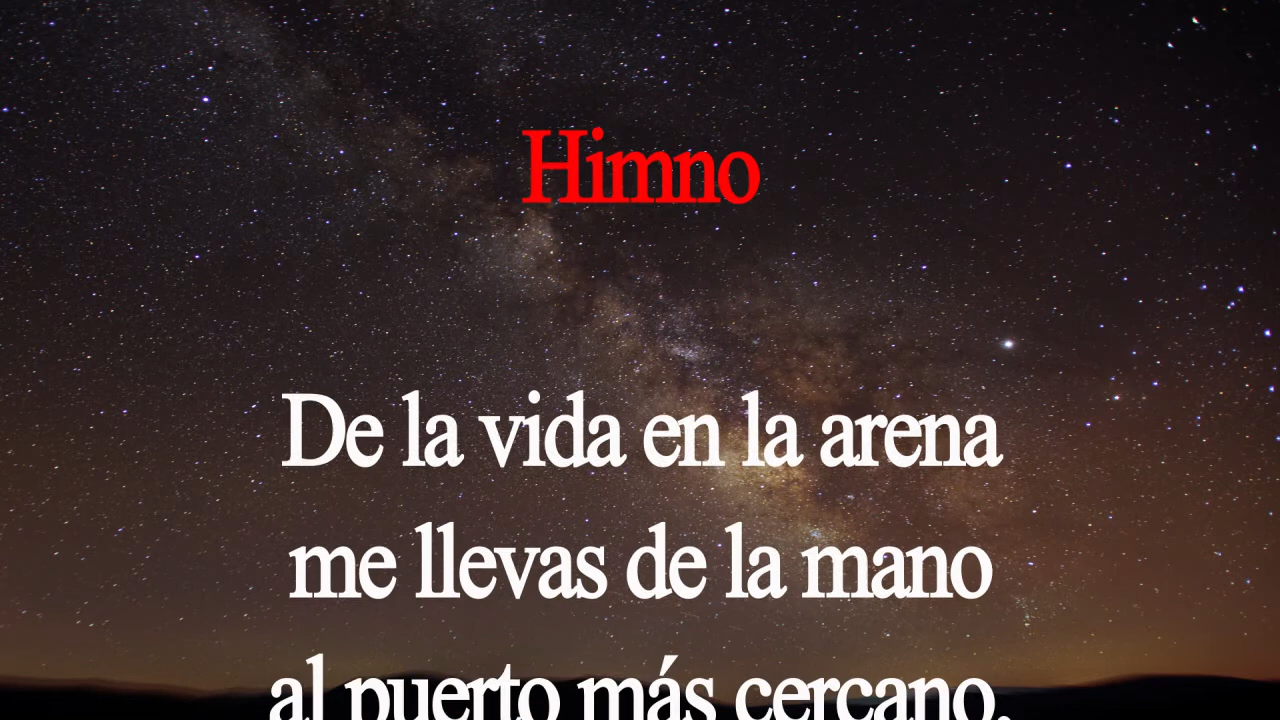 Himno
De la vida en la arena
me llevas de la mano
al puerto más cercano,